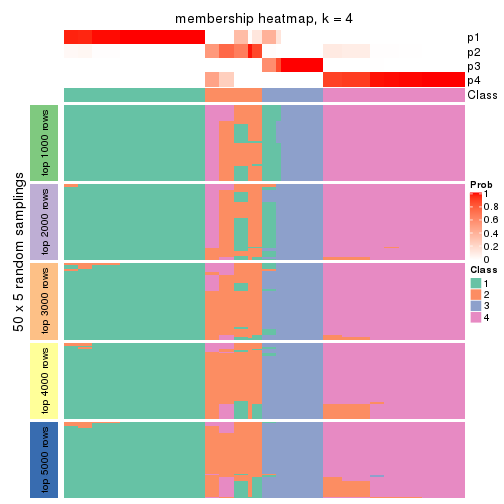 membership heatmap, k = 4
p1
p2
p3
p4
Class
50 x 5 random samplings
top 1000 rows
top 2000 rows
top 3000 rows
top 4000 rows
top 5000 rows
Prob
1
0.8
0.6
0.4
0.2
0
Class
1
2
3
4